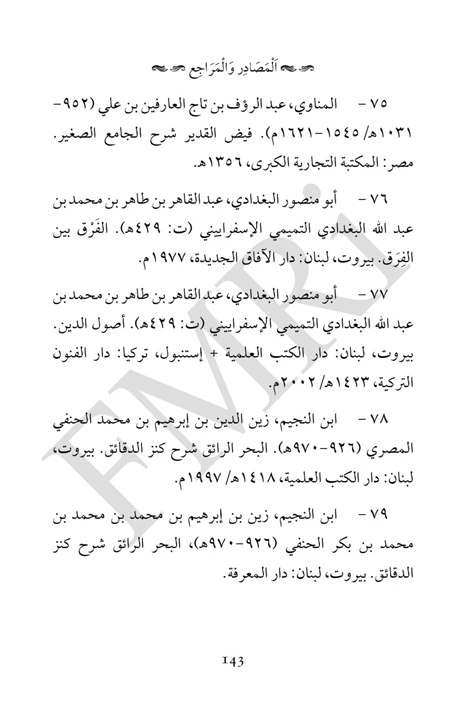 اَلْمَصَادِر وَالْمَرَاجِع
٧٥ - المناوي، عبد الرؤف بن تاج العارفين بن علي (٩٥٢-
١٠٣١هـ/ ١٥٤٥-١٦٢١م). فيض القدير شرح الجامع الصغير.
مصر: المكتبة التجارية الكبرى، ١٣٥٦هـ.
٧٦ - أبو منصور البغدادي، عبد القاهر بن طاهر بن محمد بن
عبد الله البغدادي التميمي الإسفراييني (ت: ٤٢٩هـ). الفَرْق بين
الفِرَق. بيروت، لبنان: دار الآفاق الجديدة، ١٩٧٧م.
٧٧ - أبو منصور البغدادي، عبد القاهر بن طاهر بن محمد بن
عبد الله البغدادي التميمي الإسفراييني (ت: ٤٢٩هـ). أصول الدين.
بيروت، لبنان: دار الكتب العلمية + إستنبول، تركيا: دار الفنون
التركية، ١٤٢٣هـ/ ٢٠٠٢م.
٧٨ - ابن النجيم، زين الدين بن إبرهيم بن محمد الحنفي
المصري (٩٢٦-٩٧٠هـ). البحر الرائق شرح كنز الدقائق. بيروت،
لبنان: دار الكتب العلمية، ١٤١٨هـ/ ١٩٩٧م.
٧٩ - ابن النجيم، زين بن إبرهيم بن محمد بن محمد بن
محمد بن بكر الحنفي (٩٢٦-٩٧٠هـ)، البحر الرائق شرح كنز
الدقائق. بيروت، لبنان: دار المعرفة.
143
FMRi